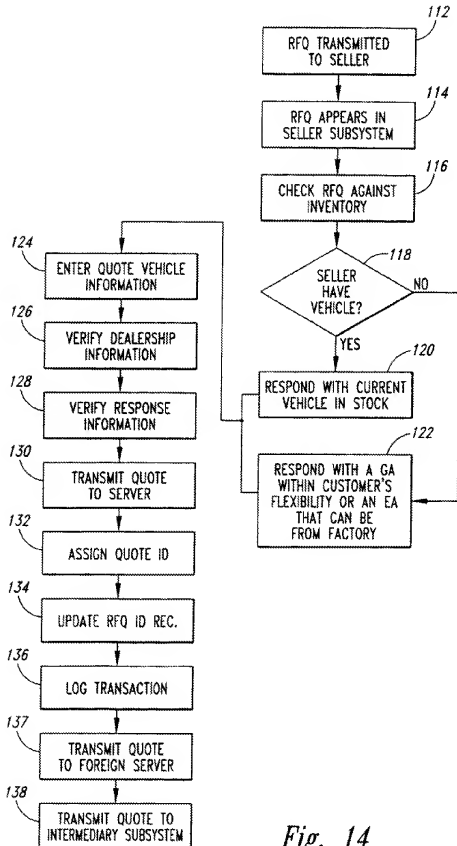 112
RFQ TRANSMITTED
TO SELLER
114
RFQ APPEARS IN
SELLER SUBSYSTEM
116
CHECK RFQ AGAINST
INVENTORY
118
SELLER
HAVE
VEHICLE?
NO
YES
120
RESPOND WITH CURRENT
VEHICLE IN STOCK
122
RESPOND WITH A GA
WITHIN CUSTOMER'S
FLEXIBILITY OR AN EA
THAT CAN BE
FROM FACTORY
124
ENTER QUOTE VEHICLE
INFORMATION
126
VERIFY DEALERSHIP
INFORMATION
128
VERIFY RESPONSE
INFORMATION
130
TRANSMIT QUOTE
TO SERVER
132
ASSIGN QUOTE ID
134
UPDATE RFQ ID REC.
136
LOG TRANSACTION
137
TRANSMIT QUOTE
TO FOREIGN SERVER
138
TRANSMIT QUOTE TO
INTERMEDIARY SUBSYSTEM
Fig. 14